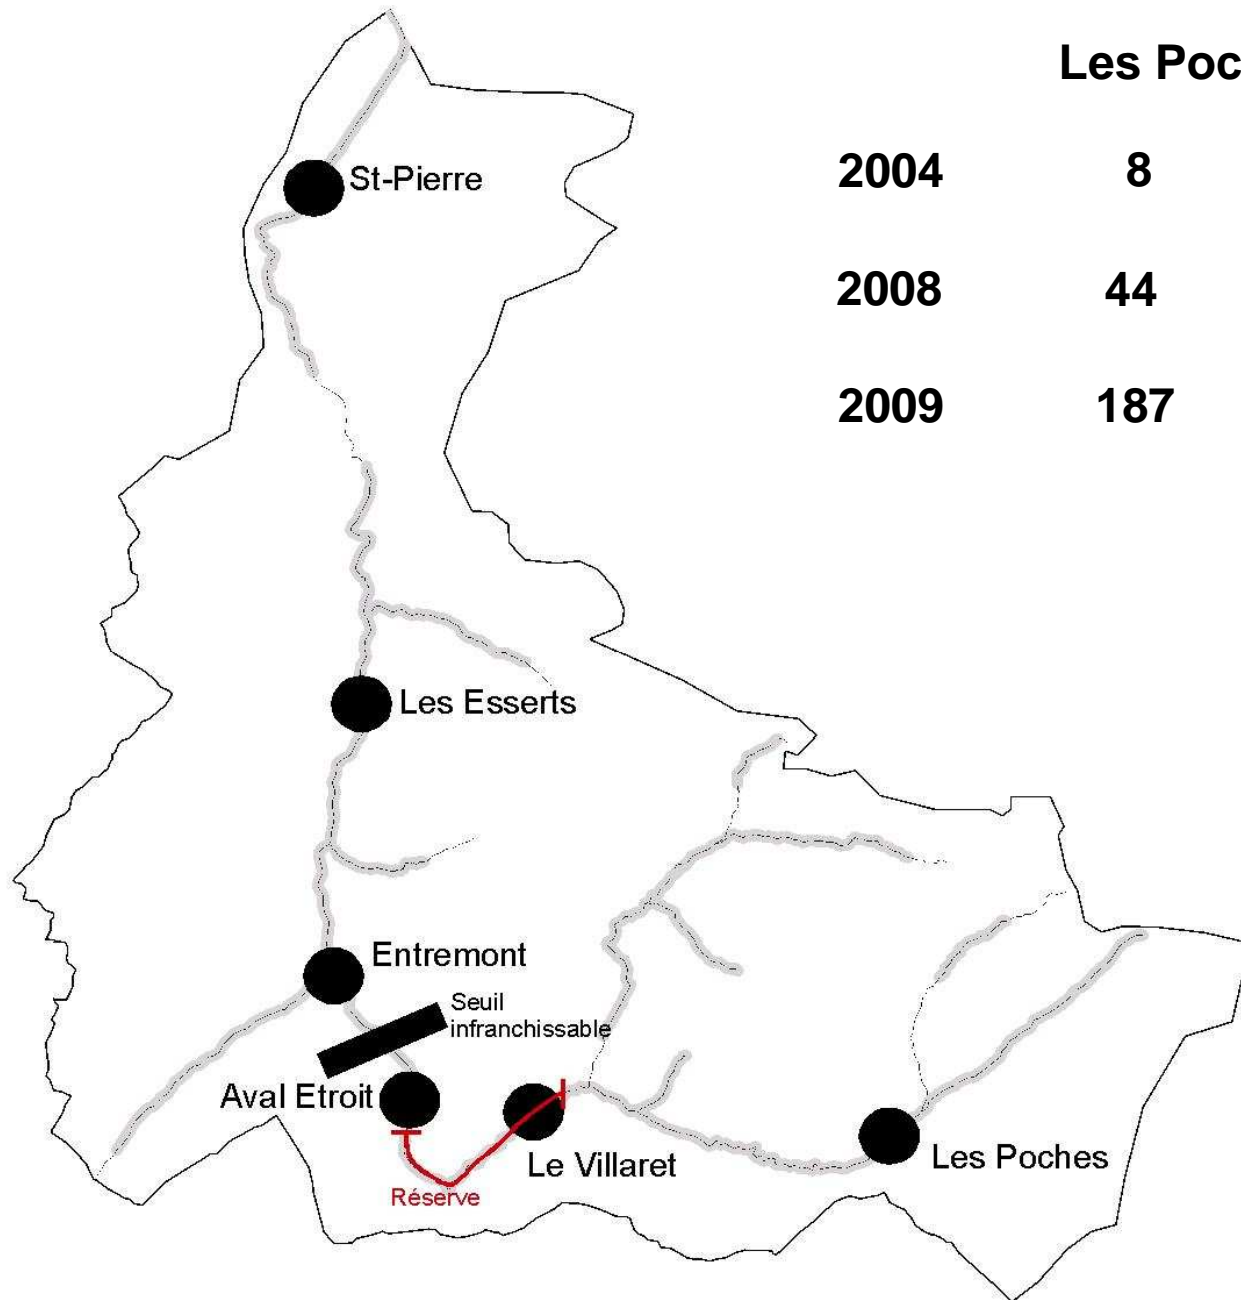 Les Poc
2004 8
2008 44
2009 187
St-Pierre
Les Esserts
Entremont
Seuil
infranchissable
Aval Etroit
Le Villaret
Les Poches
Réserve